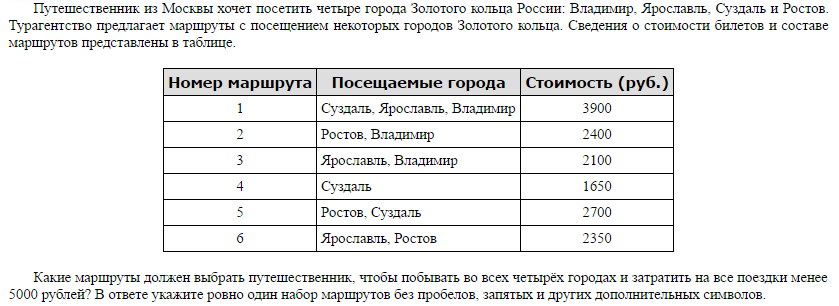 Путешественник из Москвы хочет посетить четыре города Золотого кольца России: Владимир, Ярославль, Суздаль и Ростов.
Турагентство предлагает маршруты с посещением некоторых городов Золотого кольца. Сведения о стоимости билетов и составе
маршрутов представлены в таблице.
Номер маршрута Посещаемые города Стоимость (руб.)
1 Суздаль, Ярославль, Владимир 3900
2 Ростов, Владимир 2400
3 Ярославль, Владимир 2100
4 Суздаль 1650
5 Ростов, Суздаль 2700
6 Ярославль, Ростов 2350
Какие маршруты должен выбрать путешественник, чтобы побывать во всех четырёх городах и затратить на все поездки менее
5000 рублей? В ответе укажите ровно один набор маршрутов без пробелов, запятых и других дополнительных символов.